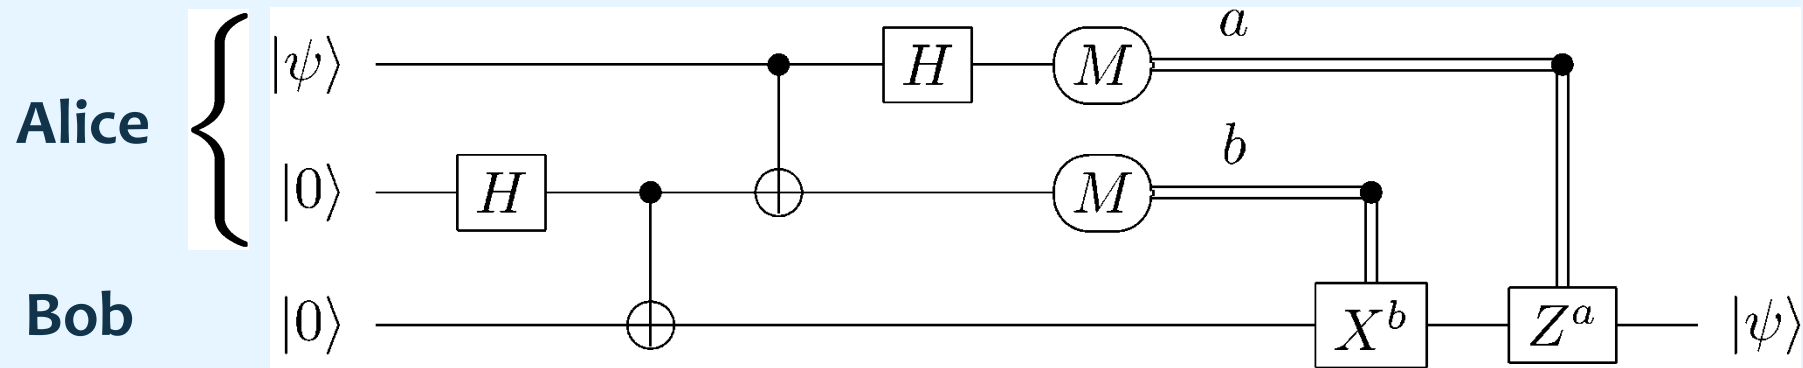 a
|ψ⟩ H M
Alice
b
|0⟩ H M
Bob |0⟩ X^b Z^a |ψ⟩